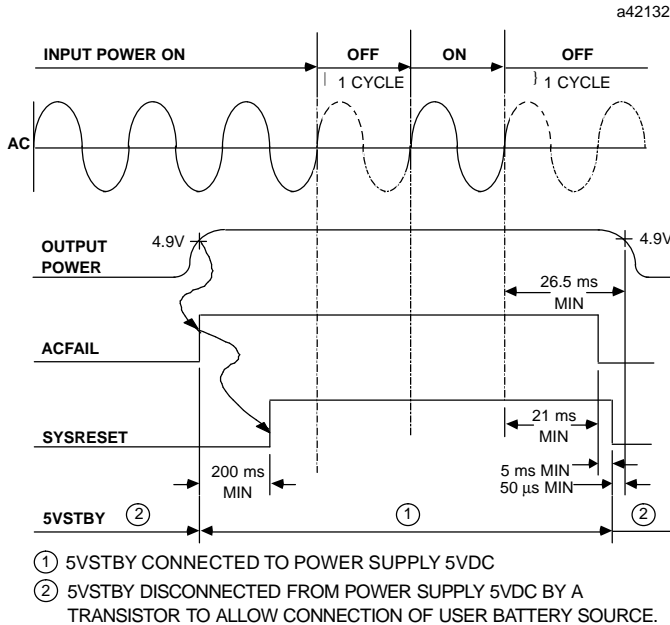 a42132
INPUT POWER ON
OFF
ON
OFF
| 1 CYCLE
} 1 CYCLE
AC
OUTPUT
POWER
4.9V
4.9V
26.5 ms
MIN
ACFAIL
SYSRESET
21 ms
MIN
200 ms
MIN
5 ms MIN
50 µs MIN
5VSTBY
2
1
2
1 5VSTBY CONNECTED TO POWER SUPPLY 5VDC
2 5VSTBY DISCONNECTED FROM POWER SUPPLY 5VDC BY A
TRANSISTOR TO ALLOW CONNECTION OF USER BATTERY SOURCE.